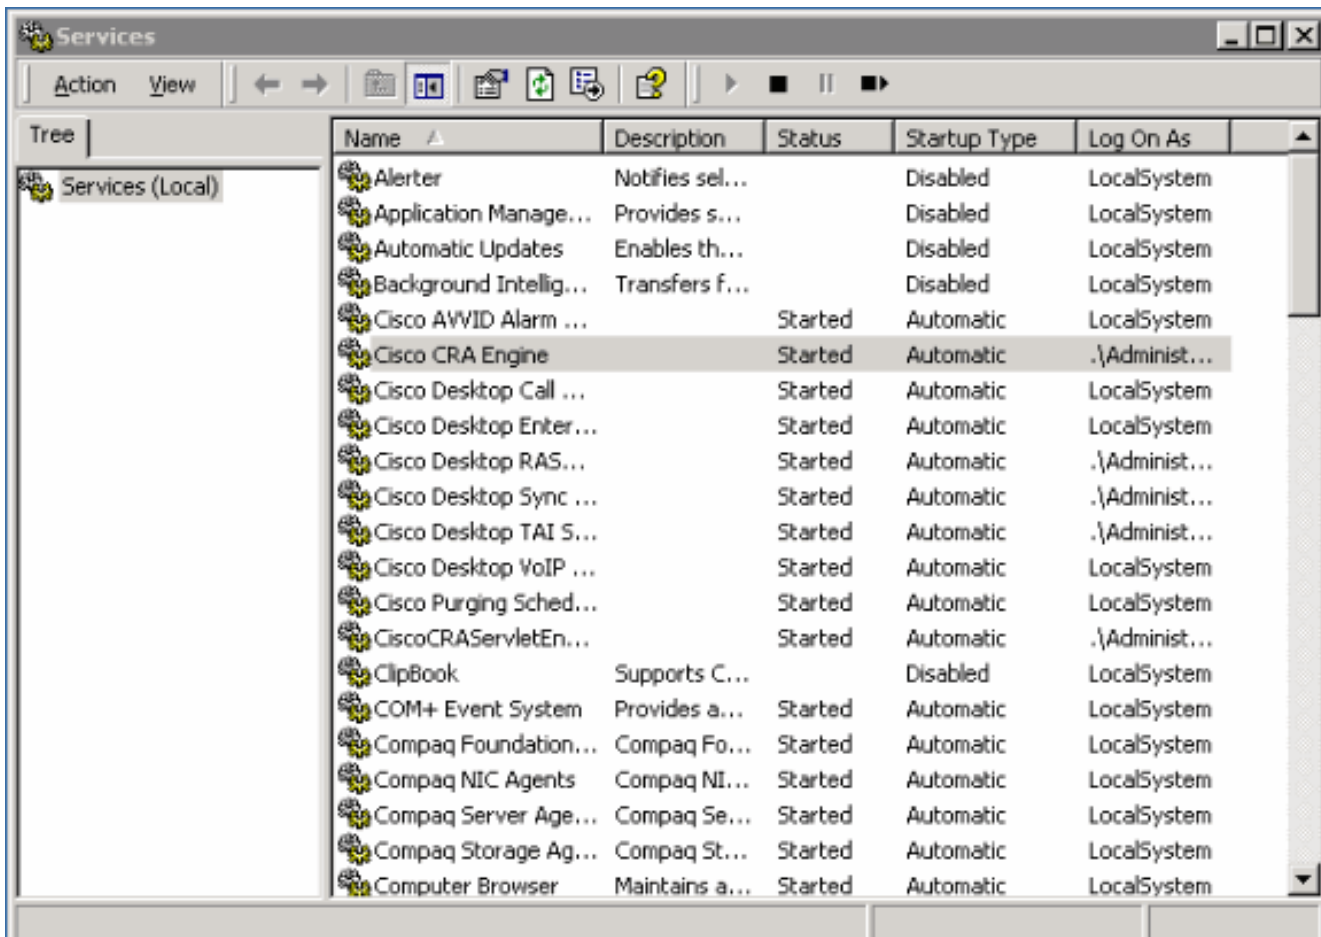 Services
Action View
Tree
Services (Local)
Name Description Status Startup Type Log On As
Alerter Notifies sel... Disabled LocalSystem
Application Manage... Provides s... Disabled LocalSystem
Automatic Updates Enables th... Disabled LocalSystem
Background Intellig... Transfers f... Disabled LocalSystem
Cisco AVVID Alarm ... Started Automatic LocalSystem
Cisco CRA Engine Started Automatic .\Administ...
Cisco Desktop Call ... Started Automatic LocalSystem
Cisco Desktop Enter... Started Automatic LocalSystem
Cisco Desktop RAS... Started Automatic .\Administ...
Cisco Desktop Sync ... Started Automatic .\Administ...
Cisco Desktop TAI S... Started Automatic .\Administ...
Cisco Desktop VoIP ... Started Automatic LocalSystem
Cisco Purging Sched... Started Automatic LocalSystem
CiscoCRAServletEn... Started Automatic .\Administ...
ClipBook Supports C... Disabled LocalSystem
COM+ Event System Provides a... Started Automatic LocalSystem
Compaq Foundation... Compaq Fo... Started Automatic LocalSystem
Compaq NIC Agents Compaq NI... Started Automatic LocalSystem
Compaq Server Age... Compaq Se... Started Automatic LocalSystem
Compaq Storage Ag... Compaq St... Started Automatic LocalSystem
Computer Browser Maintains a... Started Automatic LocalSystem